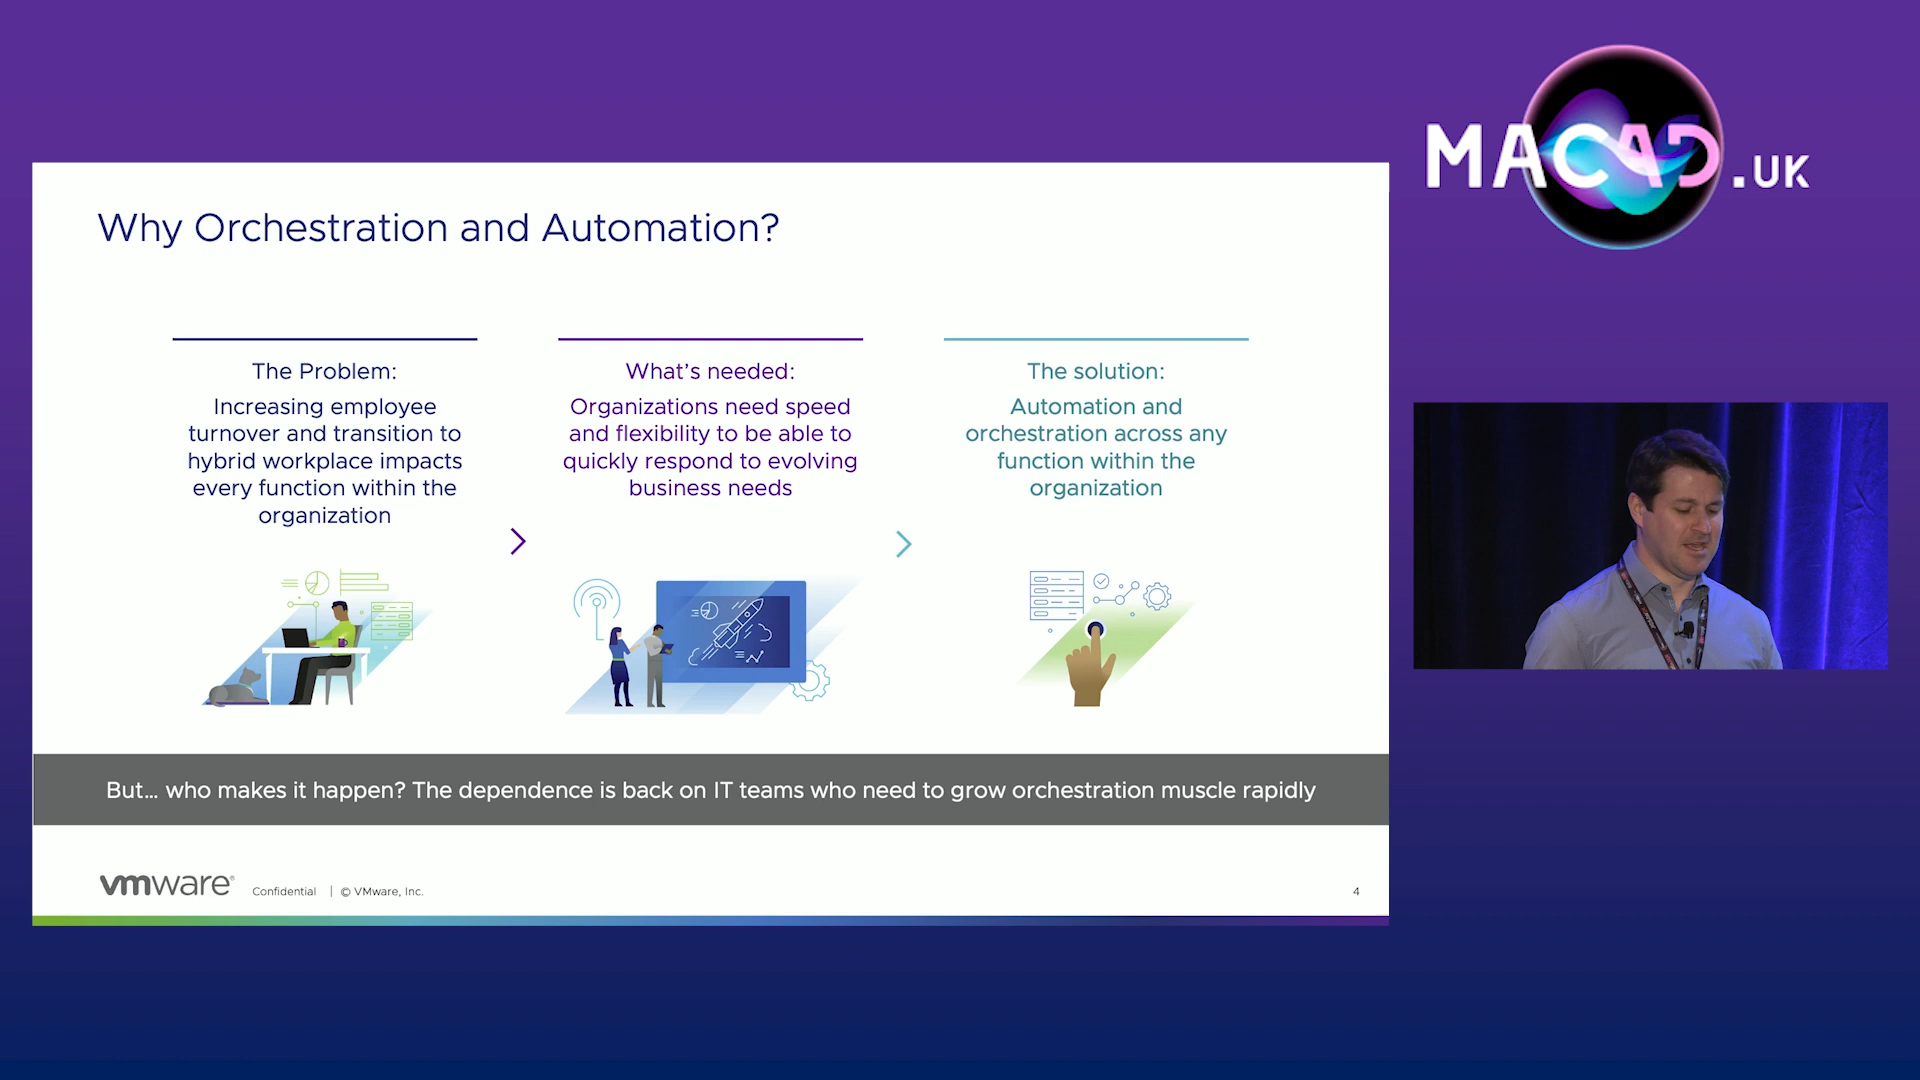 MACAD.UK
Why Orchestration and Automation?
The Problem:
Increasing employee
turnover and transition to
hybrid workplace impacts
every function within the
organization
What's needed:
Organizations need speed
and flexibility to be able to
quickly respond to evolving
business needs
The solution:
Automation and
orchestration across any
function within the
organization
But... who makes it happen? The dependence is back on IT teams who need to grow orchestration muscle rapidly
vmware® Confidential | © VMware, Inc.
4